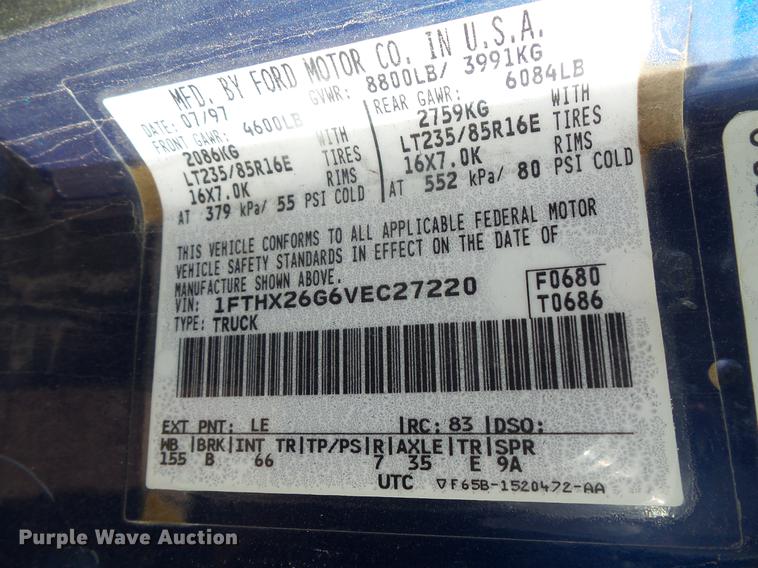 MFD. BY FORD MOTOR CO. IN U.S.A.
DATE: 07/97 GVWR: 8800LB/ 3991KG
FRONT GAWR: 4600LB REAR GAWR: 6084LB
2086KG WITH 2759KG WITH
LT235/85R16E TIRES LT235/85R16E TIRES
16X7.0K RIMS 16X7.0K RIMS
AT 379 kPa/ 55 PSI COLD AT 552 kPa/ 80 PSI COLD
THIS VEHICLE CONFORMS TO ALL APPLICABLE FEDERAL MOTOR
VEHICLE SAFETY STANDARDS IN EFFECT ON THE DATE OF
MANUFACTURE SHOWN ABOVE.
VIN: 1FTHX26G6VEC27220 F0680
TYPE: TRUCK T0686
EXT PNT: LE RC: 83 DSO:
WB BRK INT TR TP/PS R AXLE TR SPR
155 B 66 7 35 E 9A
UTC ▽F65B-1520472-AA
Purple Wave Auction